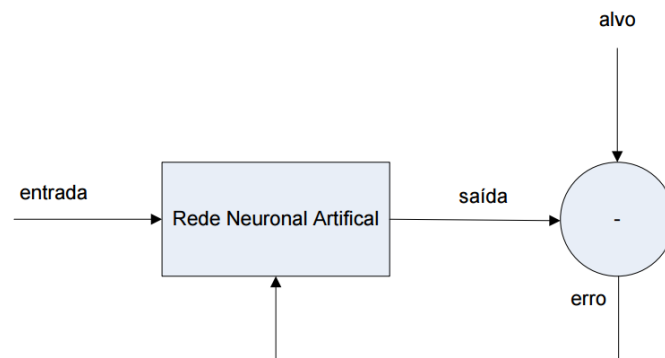 alvo
entrada
Rede Neuronal Artifical
saída
-
erro